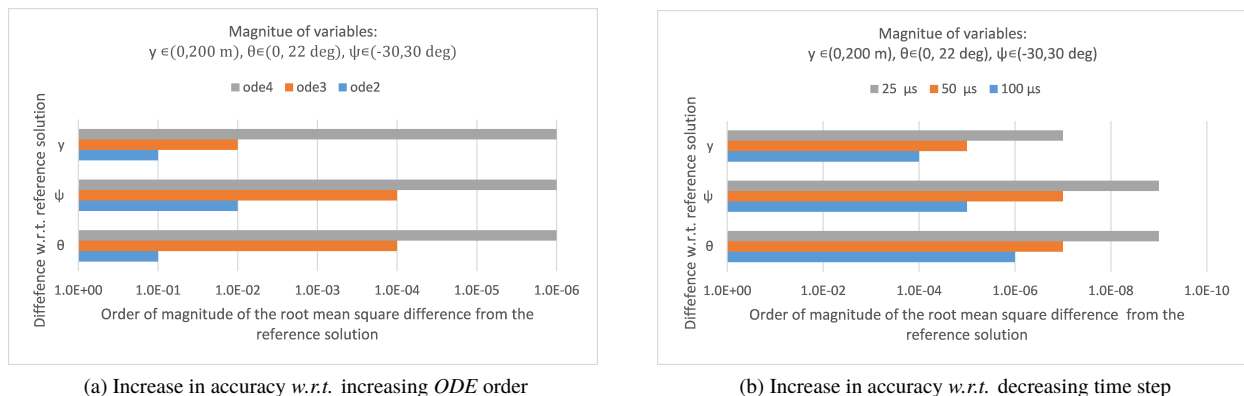 Magnitue of variables:
y ∈(0,200 m), θ∈(0, 22 deg), ψ∈(-30,30 deg)
ode4 ode3 ode2
Diffefence w.r.t. reference solution
y
ψ
θ
1.0E+00 1.0E-01 1.0E-02 1.0E-03 1.0E-04 1.0E-05 1.0E-06
Order of magnitude of the root mean square difference from the
reference solution
(a) Increase in accuracy w.r.t. increasing ODE order
Magnitue of variables:
y ∈(0,200 m), θ∈(0, 22 deg), ψ∈(-30,30 deg)
25 μs 50 μs 100 μs
Diffefence w.r.t. reference solution
y
ψ
θ
1.0E+00 1.0E-02 1.0E-04 1.0E-06 1.0E-08 1.0E-10
Order of magnitude of the root mean square difference from the
reference solution
(b) Increase in accuracy w.r.t. decreasing time step